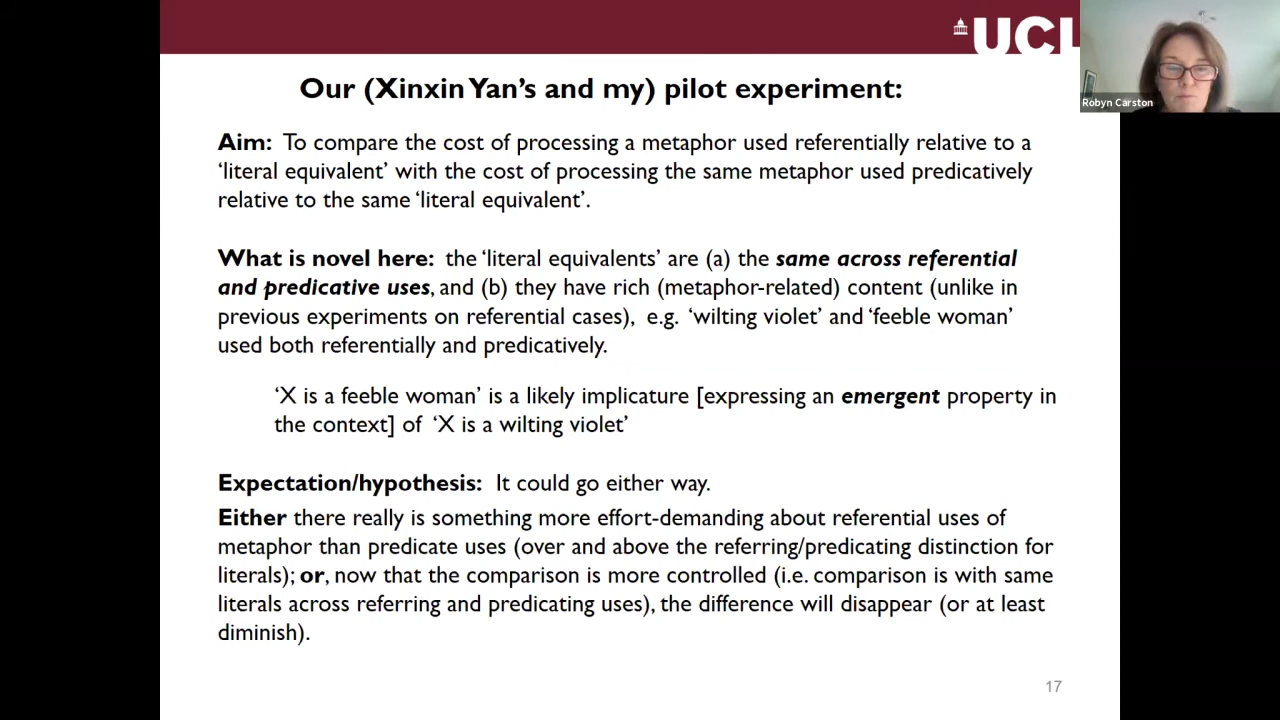 UCL
Robyn Carston
Our (Xinxin Yan's and my) pilot experiment:
Aim: To compare the cost of processing a metaphor used referentially relative to a
'literal equivalent' with the cost of processing the same metaphor used predicatively
relative to the same 'literal equivalent'.
What is novel here: the 'literal equivalents' are (a) the same across referential
and predicative uses, and (b) they have rich (metaphor-related) content (unlike in
previous experiments on referential cases), e.g. 'wilting violet' and 'feeble woman'
used both referentially and predicatively.
'X is a feeble woman' is a likely implicature [expressing an emergent property in
the context] of 'X is a wilting violet'
Expectation/hypothesis: It could go either way.
Either there really is something more effort-demanding about referential uses of
metaphor than predicate uses (over and above the referring/predicating distinction for
literals); or, now that the comparison is more controlled (i.e. comparison is with same
literals across referring and predicating uses), the difference will disappear (or at least
diminish).
17